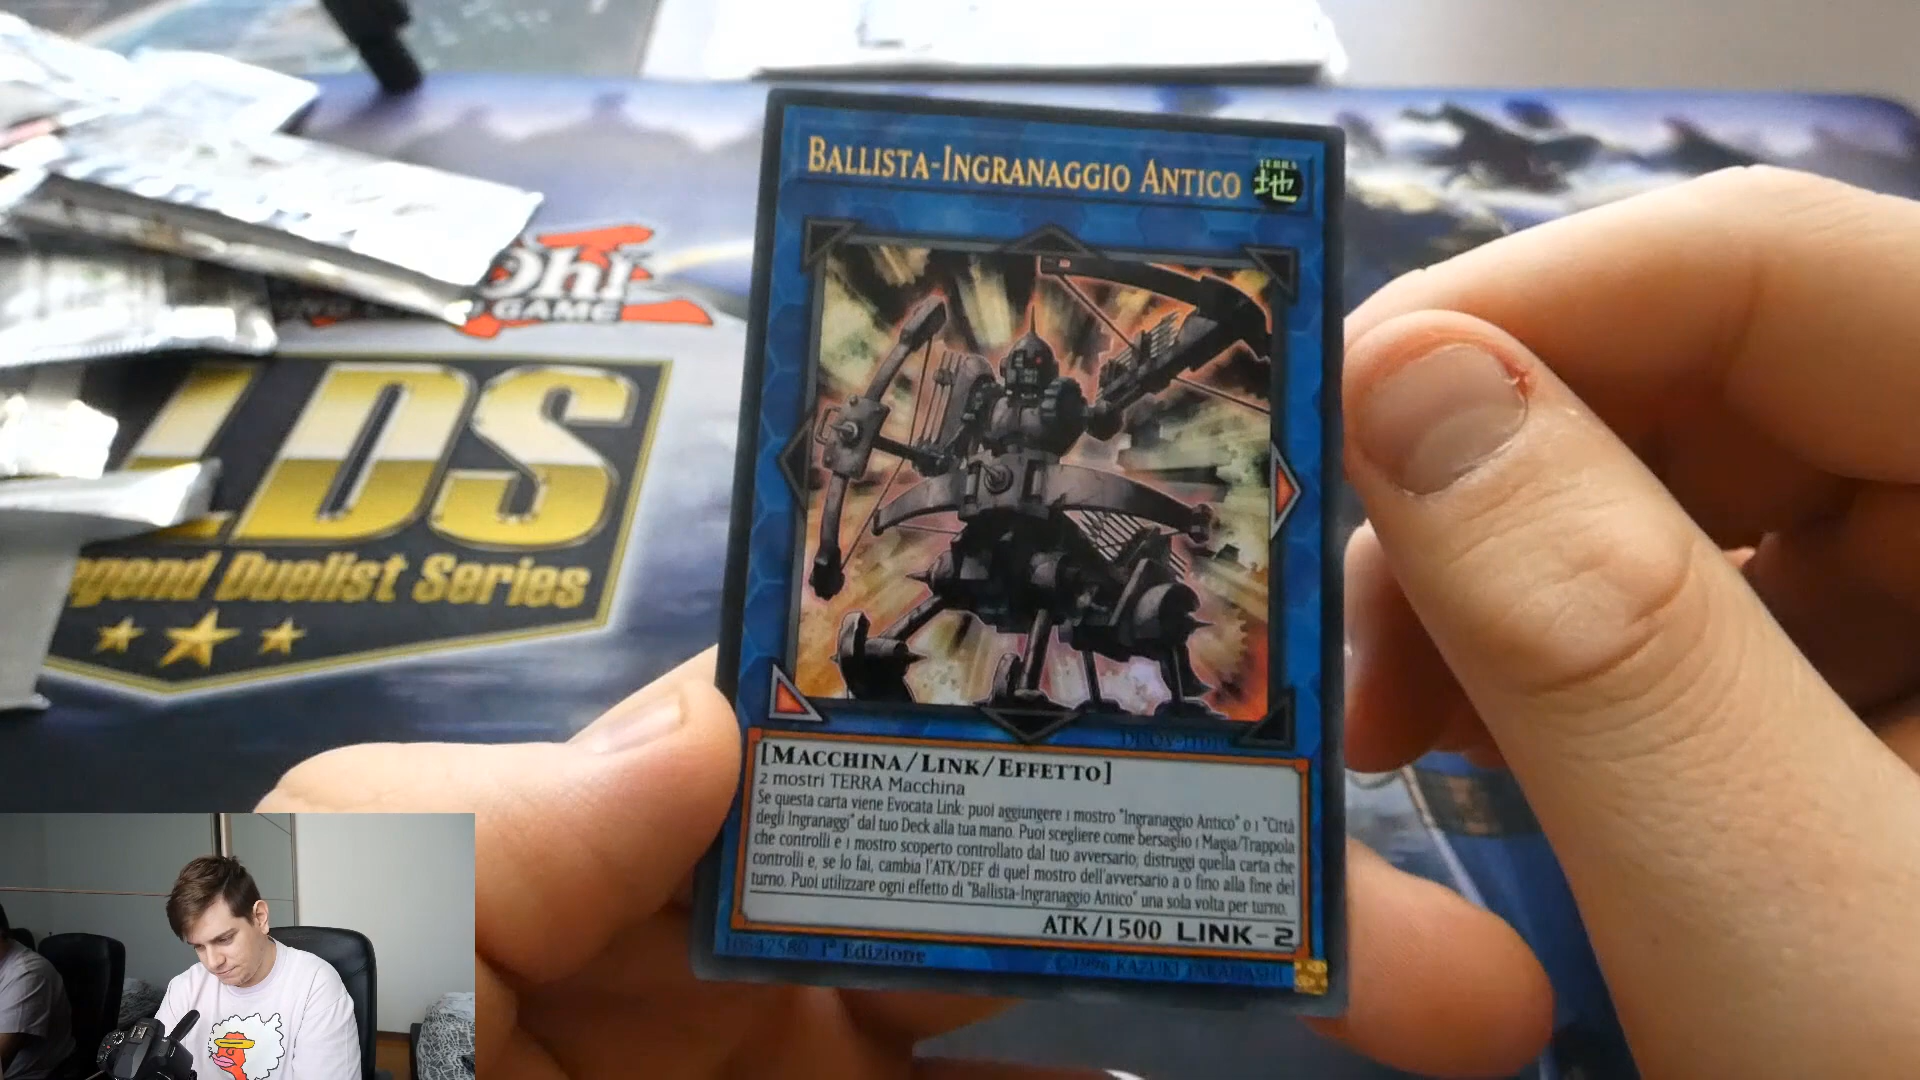 BALLISTA-INGRANAGGIO ANTICO
TERRA
地
Oh!
GAME
LDS
egend Duelist Series
[MACCHINA/LINK/EFFETTO]
2 mostri TERRA Macchina
Se questa carta viene Evocata Link: puoi aggiungere 1 mostro "Ingranaggio Antico" o 1 "Città
degli Ingranaggi" dal tuo Deck alla tua mano. Puoi scegliere come bersaglio 1 Magia/Trappola
che controlli e 1 mostro scoperto controllato dal tuo avversario; distruggi quella carta che
controlli e, se lo fai, cambia l'ATK/DEF di quel mostro dell'avversario a 0 fino alla fine del
turno. Puoi utilizzare ogni effetto di "Ballista-Ingranaggio Antico" una sola volta per turno.
ATK/1500 LINK-2
10547580 1ª Edizione
©1996 KAZUKI TAKAHASHI